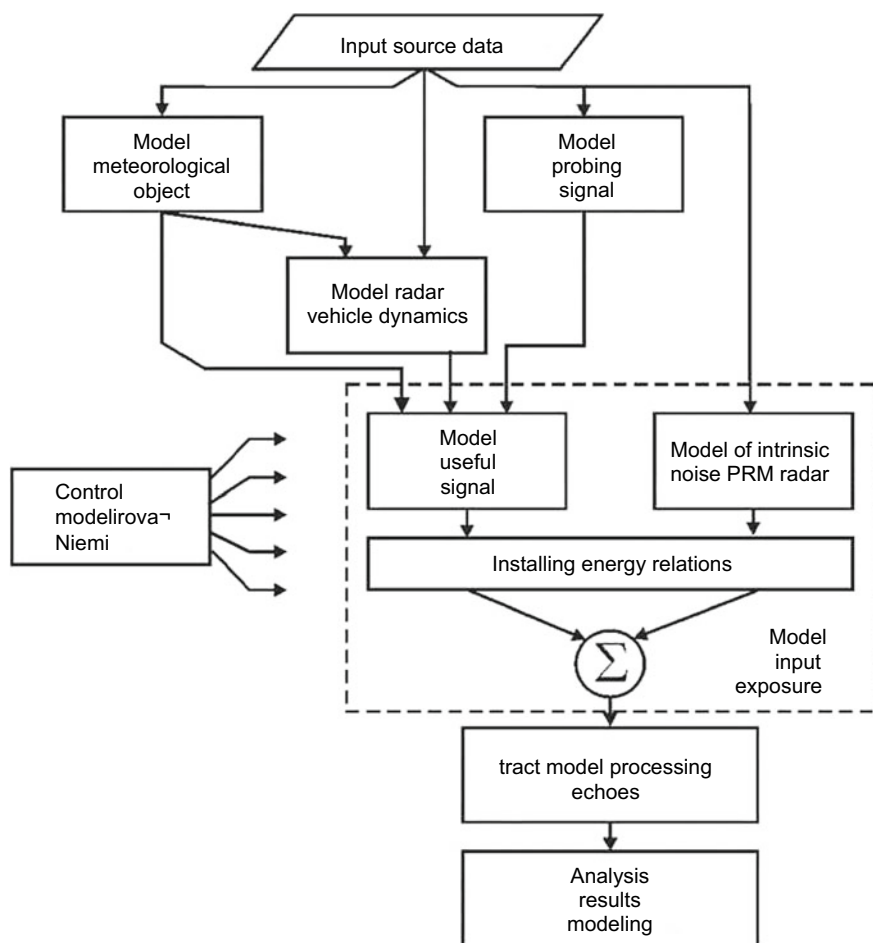 Input source data
Model
meteorological
object
Model
probing
signal
Model radar
vehicle dynamics
Model
useful
signal
Model of intrinsic
noise PRM radar
Control
modelirova¬
Niemi
Installing energy relations
Σ
Model
input
exposure
tract model processing
echoes
Analysis
results
modeling